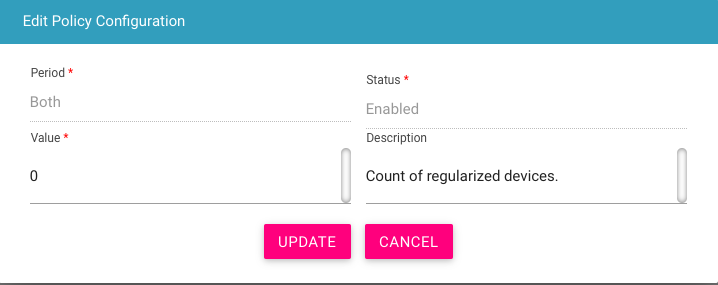 Edit Policy Configuration
Period *
Status *
Both
Enabled
Value *
Description
0
Count of regularized devices.
UPDATE
CANCEL